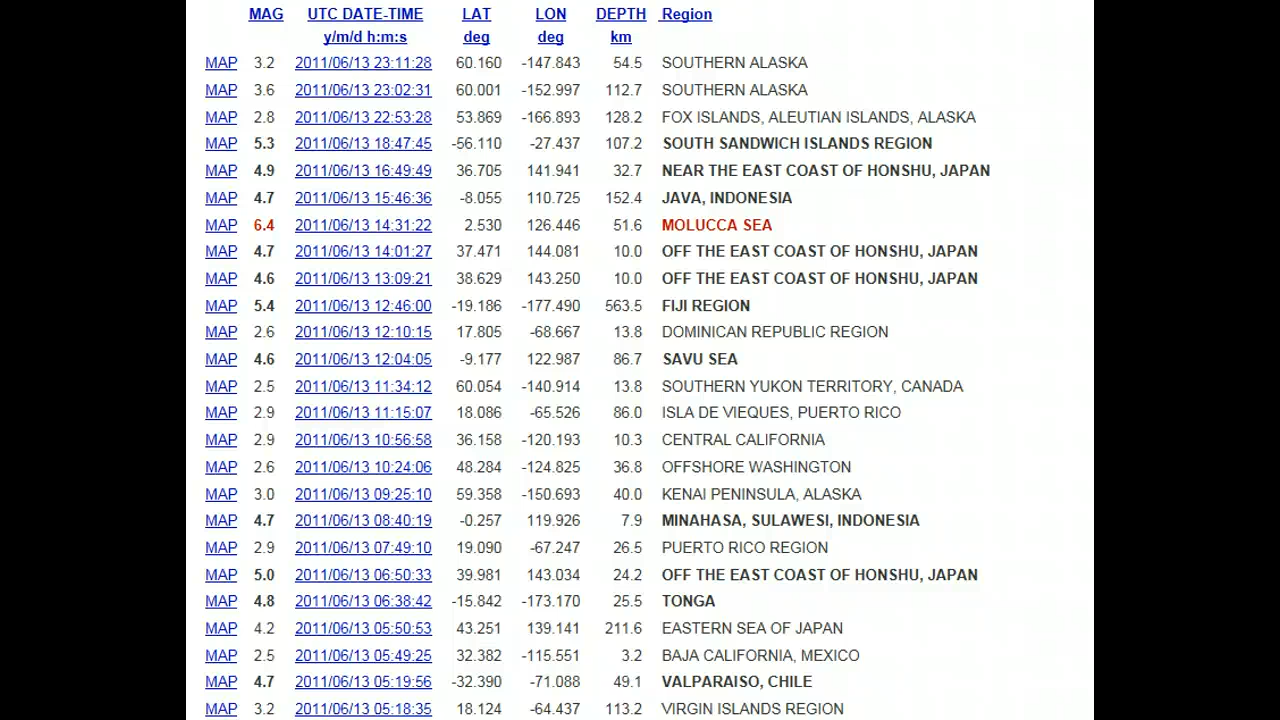 MAG UTC DATE-TIME LAT LON DEPTH Region
y/m/d h:m:s deg deg km
MAP 3.2 2011/06/13 23:11:28 60.160 -147.843 54.5 SOUTHERN ALASKA
MAP 3.6 2011/06/13 23:02:31 60.001 -152.997 112.7 SOUTHERN ALASKA
MAP 2.8 2011/06/13 22:53:28 53.869 -166.893 128.2 FOX ISLANDS, ALEUTIAN ISLANDS, ALASKA
MAP 5.3 2011/06/13 18:47:45 -56.110 -27.437 107.2 SOUTH SANDWICH ISLANDS REGION
MAP 4.9 2011/06/13 16:49:49 36.705 141.941 32.7 NEAR THE EAST COAST OF HONSHU, JAPAN
MAP 4.7 2011/06/13 15:46:36 -8.055 110.725 152.4 JAVA, INDONESIA
MAP 6.4 2011/06/13 14:31:22 2.530 126.446 51.6 MOLUCCA SEA
MAP 4.7 2011/06/13 14:01:27 37.471 144.081 10.0 OFF THE EAST COAST OF HONSHU, JAPAN
MAP 4.6 2011/06/13 13:09:21 38.629 143.250 10.0 OFF THE EAST COAST OF HONSHU, JAPAN
MAP 5.4 2011/06/13 12:46:00 -19.186 -177.490 563.5 FIJI REGION
MAP 2.6 2011/06/13 12:10:15 17.805 -68.667 13.8 DOMINICAN REPUBLIC REGION
MAP 4.6 2011/06/13 12:04:05 -9.177 122.987 86.7 SAVU SEA
MAP 2.5 2011/06/13 11:34:12 60.054 -140.914 13.8 SOUTHERN YUKON TERRITORY, CANADA
MAP 2.9 2011/06/13 11:15:07 18.086 -65.526 86.0 ISLA DE VIEQUES, PUERTO RICO
MAP 2.9 2011/06/13 10:56:58 36.158 -120.193 10.3 CENTRAL CALIFORNIA
MAP 2.6 2011/06/13 10:24:06 48.284 -124.825 36.8 OFFSHORE WASHINGTON
MAP 3.0 2011/06/13 09:25:10 59.358 -150.693 40.0 KENAI PENINSULA, ALASKA
MAP 4.7 2011/06/13 08:40:19 -0.257 119.926 7.9 MINAHASA, SULAWESI, INDONESIA
MAP 2.9 2011/06/13 07:49:10 19.090 -67.247 26.5 PUERTO RICO REGION
MAP 5.0 2011/06/13 06:50:33 39.981 143.034 24.2 OFF THE EAST COAST OF HONSHU, JAPAN
MAP 4.8 2011/06/13 06:38:42 -15.842 -173.170 25.5 TONGA
MAP 4.2 2011/06/13 05:50:53 43.251 139.141 211.6 EASTERN SEA OF JAPAN
MAP 2.5 2011/06/13 05:49:25 32.382 -115.551 3.2 BAJA CALIFORNIA, MEXICO
MAP 4.7 2011/06/13 05:19:56 -32.390 -71.088 49.1 VALPARAISO, CHILE
MAP 3.2 2011/06/13 05:18:35 18.124 -64.437 113.2 VIRGIN ISLANDS REGION